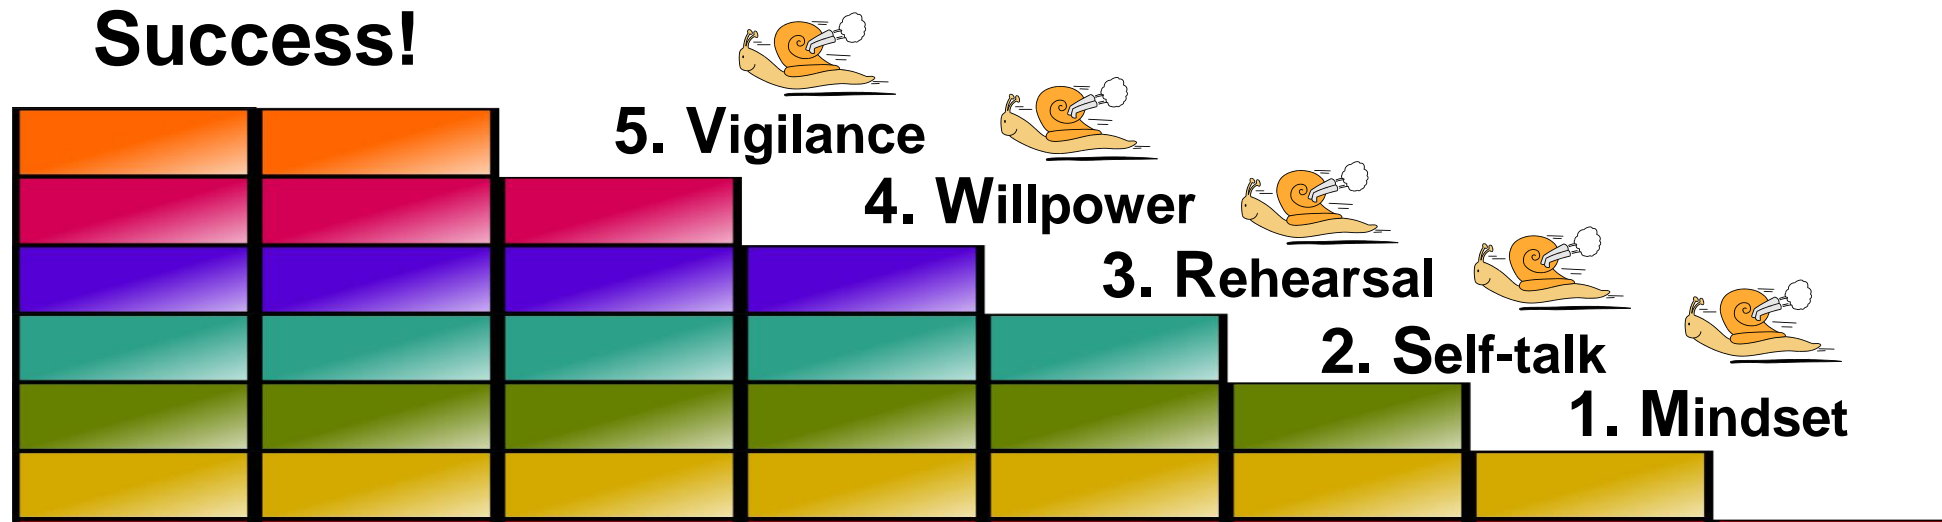 Success!
5. Vigilance
4. Willpower
3. Rehearsal
2. Self-talk
1. Mindset